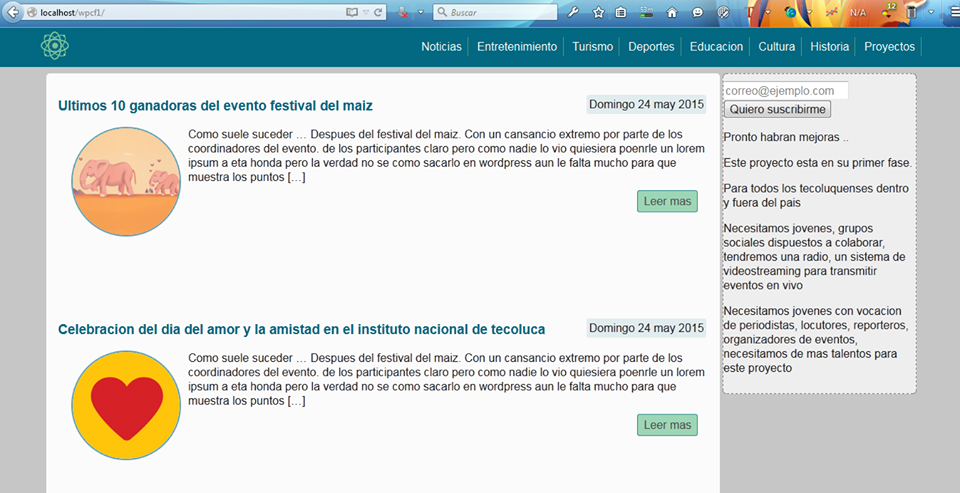 localhost/wpcf1/
Buscar
53m
N/A
12
Noticias Entretenimiento Turismo Deportes Educacion Cultura Historia Proyectos
Ultimos 10 ganadoras del evento festival del maiz
Domingo 24 may 2015
Como suele suceder … Despues del festival del maiz. Con un cansancio extremo por parte de los
coordinadores del evento. de los participantes claro pero como nadie lo vio quiesiera poenrle un lorem
ipsum a eta honda pero la verdad no se como sacarlo en wordpress aun le falta mucho para que
muestra los puntos […]
Leer mas
Celebracion del dia del amor y la amistad en el instituto nacional de tecoluca
Domingo 24 may 2015
Como suele suceder … Despues del festival del maiz. Con un cansancio extremo por parte de los
coordinadores del evento. de los participantes claro pero como nadie lo vio quiesiera poenrle un lorem
ipsum a eta honda pero la verdad no se como sacarlo en wordpress aun le falta mucho para que
muestra los puntos […]
Leer mas
correo@ejemplo.com
Quiero suscribirme
Pronto habran mejoras ..
Este proyecto esta en su primer fase.
Para todos los tecoluquenses dentro
y fuera del pais
Necesitamos jovenes, grupos
sociales dispuestos a colaborar,
tendremos una radio, un sistema de
videostreaming para transmitir
eventos en vivo
Necesitamos jovenes con vocacion
de periodistas, locutores, reporteros,
organizadores de eventos,
necesitamos de mas talentos para
este proyecto